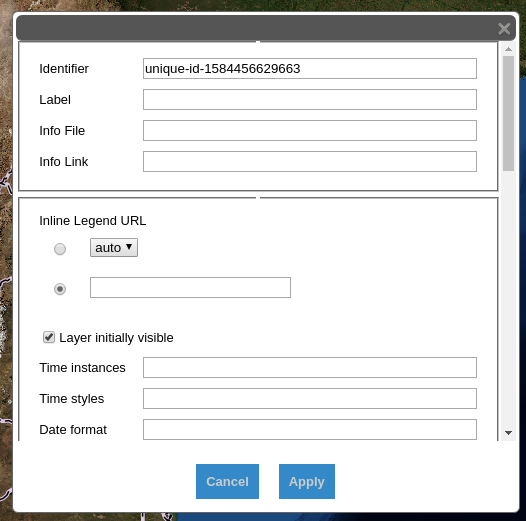 Identifier unique-id-1584456629663
Label
Info File
Info Link
Inline Legend URL
auto
Layer initially visible
Time instances
Time styles
Date format
Cancel Apply